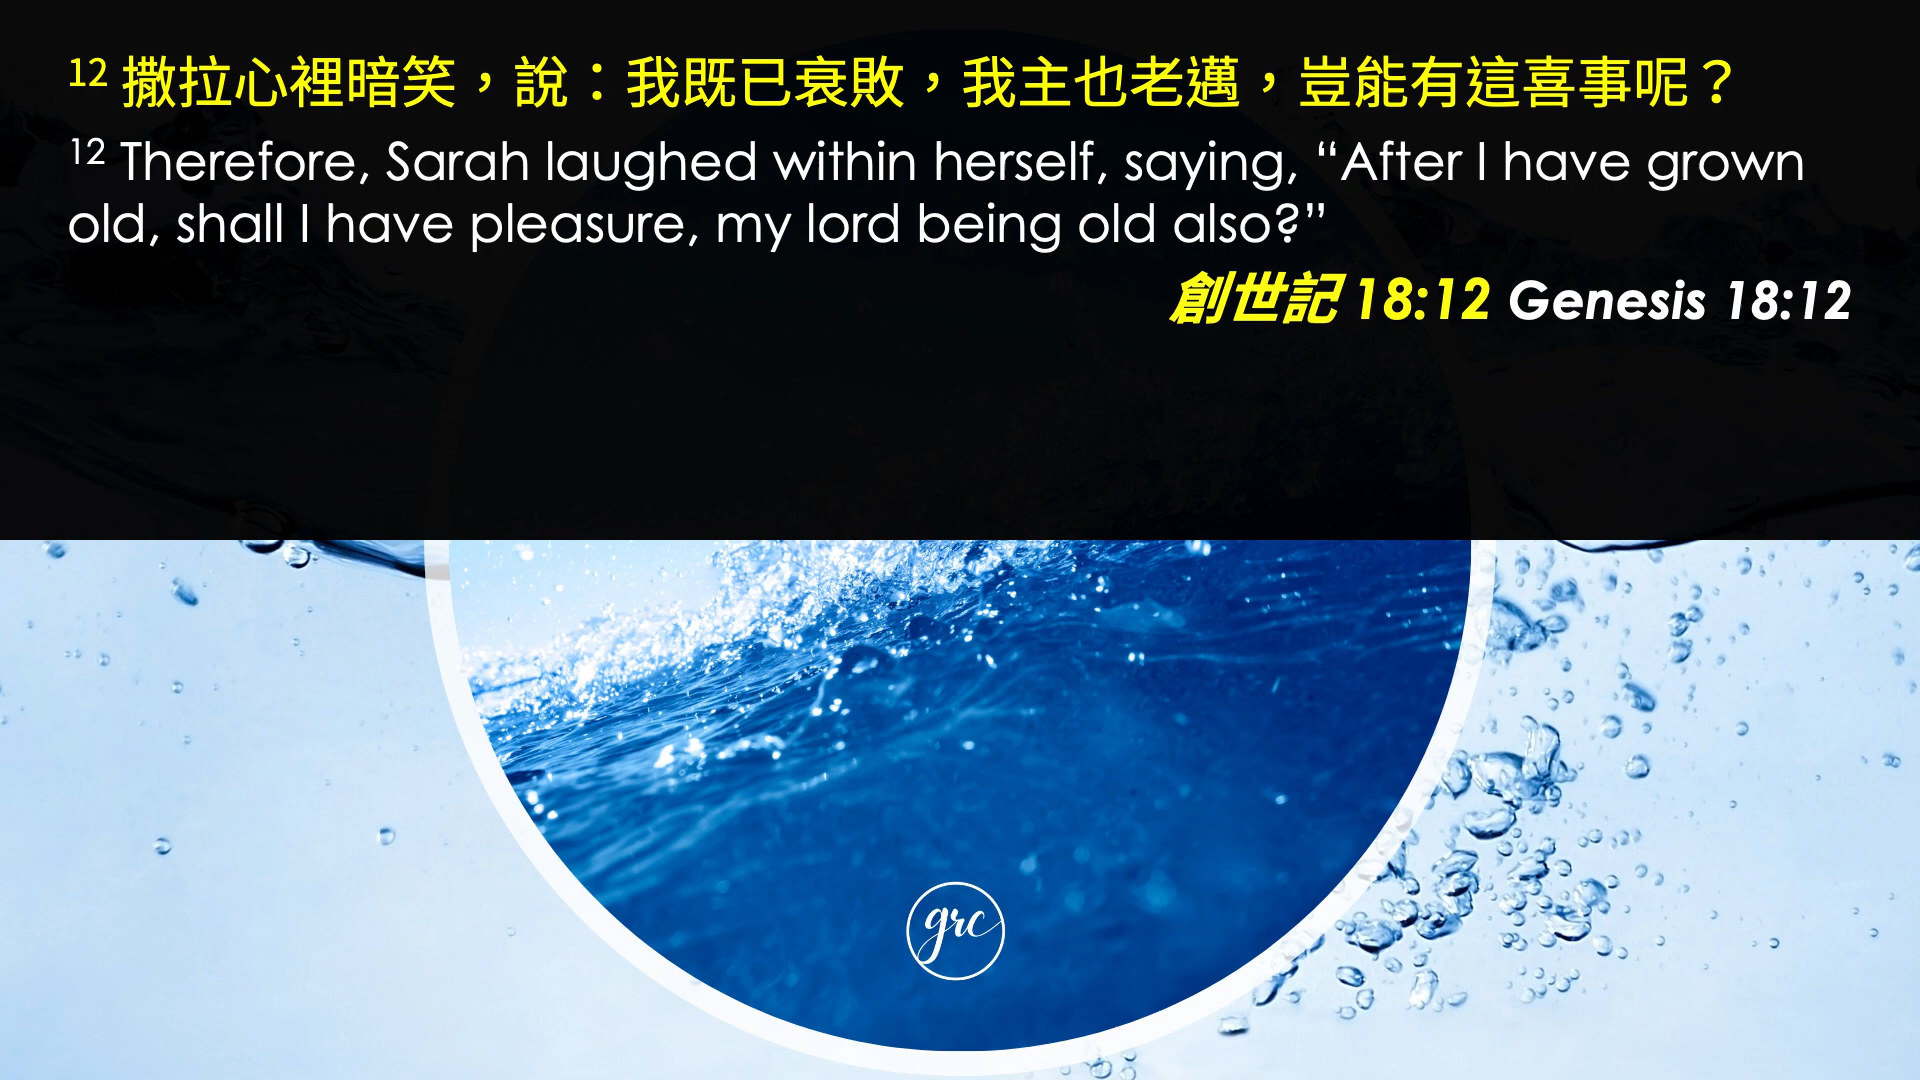 12 撒拉心裡暗笑，說：我既已衰敗，我主也老邁，豈能有這喜事呢？
12 Therefore, Sarah laughed within herself, saying, “After I have grown
old, shall I have pleasure, my lord being old also?”
創世記 18:12 Genesis 18:12
grc